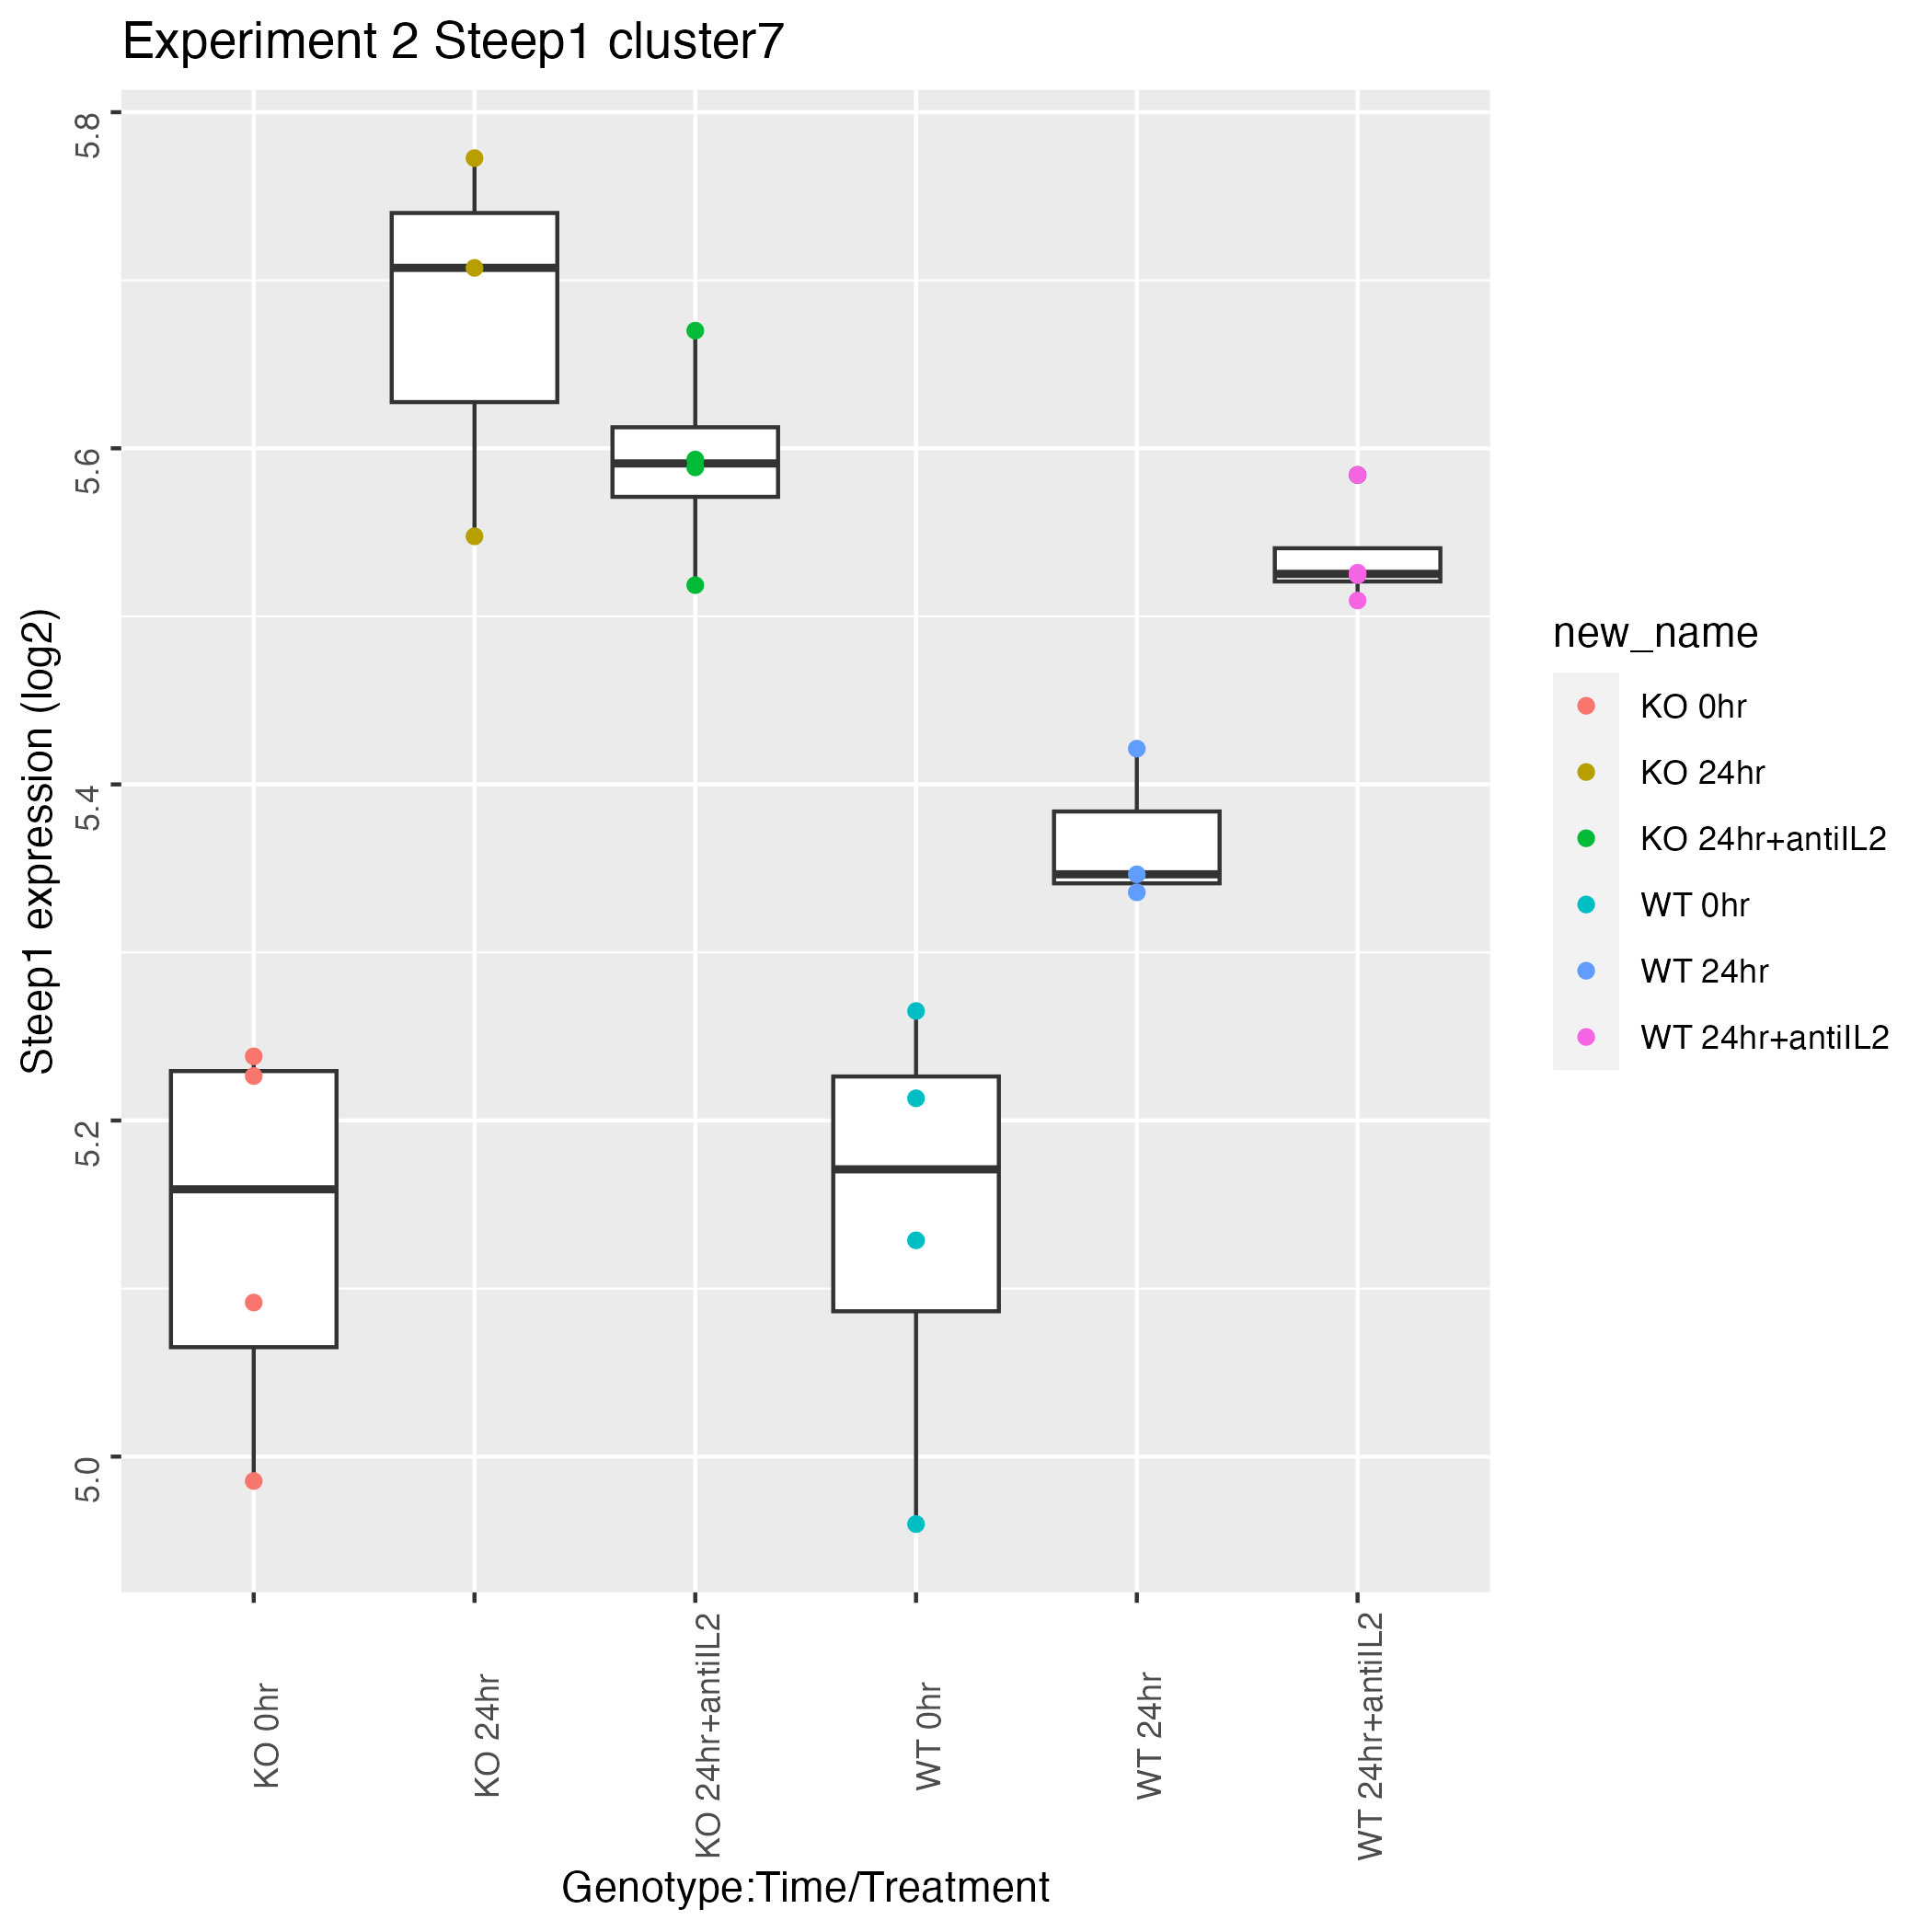 Experiment 2 Steep1 cluster7
Steep1 expression (log2)
5.8
5.6
5.4
5.2
5.0
KO 0hr
KO 24hr
KO 24hr+antiIL2
WT 0hr
WT 24hr
WT 24hr+antiIL2
Genotype:Time/Treatment
new_name
KO 0hr
KO 24hr
KO 24hr+antiIL2
WT 0hr
WT 24hr
WT 24hr+antiIL2